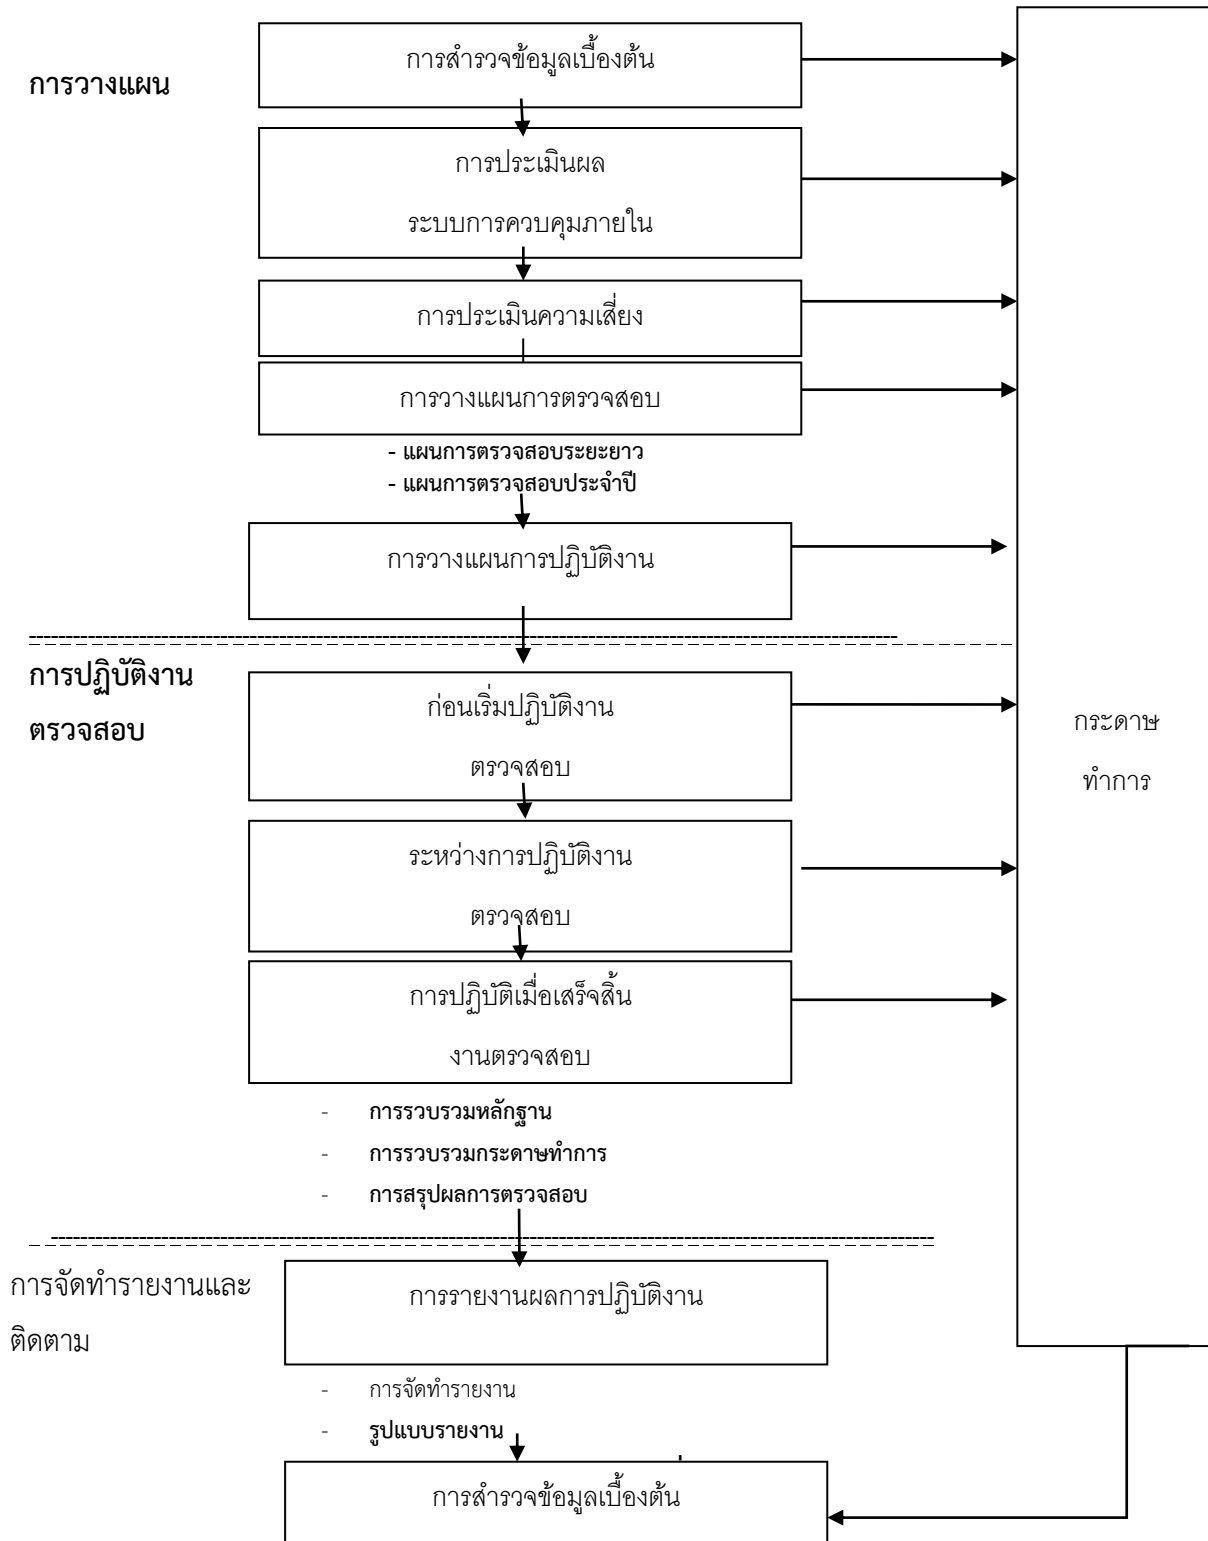 การสำรวจข้อมูลเบื้องต้น
การวางแผน
การประเมินผล
ระบบการควบคุมภายใน
การประเมินความเสี่ยง
การวางแผนการตรวจสอบ
- แผนการตรวจสอบระยะยาว
- แผนการตรวจสอบประจำปี
การวางแผนการปฏิบัติงาน
การปฏิบัติงาน
ตรวจสอบ
ก่อนเริ่มปฏิบัติงาน
ตรวจสอบ
กระดาษ
ทำการ
ระหว่างการปฏิบัติงาน
ตรวจสอบ
การปฏิบัติเมื่อเสร็จสิ้น
งานตรวจสอบ
- การรวบรวมหลักฐาน
- การรวบรวมกระดาษทำการ
- การสรุปผลการตรวจสอบ
การจัดทำรายงานและ
ติดตาม
การรายงานผลการปฏิบัติงาน
- การจัดทำรายงาน
- รูปแบบรายงาน
การสำรวจข้อมูลเบื้องต้น